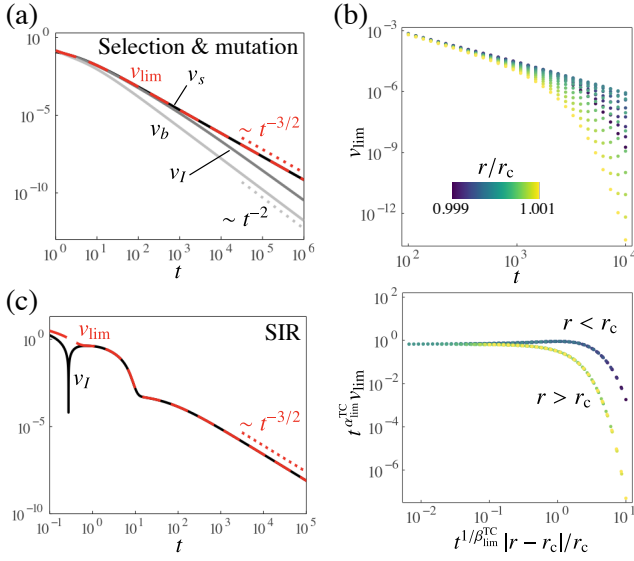 (a)
Selection & mutation
v_lim
v_s
v_b
v_I
~ t^{-3/2}
~ t^{-2}
10^0
10^{-5}
10^{-10}
10^0 10^1 10^2 10^3 10^4 10^5 10^6
t
(b)
10^{-3}
10^{-6}
10^{-9}
10^{-12}
v_lim
r/r_c
0.999 1.001
10^2 10^3 10^4
t
(c)
SIR
v_lim
v_I
~ t^{-3/2}
10^0
10^{-5}
10^{-10}
10^{-1} 10^0 10^1 10^2 10^3 10^4 10^5
t
10^2
10^0
10^{-2}
10^{-4}
10^{-6}
t^{α_lim^{TC}} v_lim
r < r_c
r > r_c
10^{-2} 10^{-1} 10^0 10^1
t^{1/β_lim^{TC}} |r − r_c|/r_c